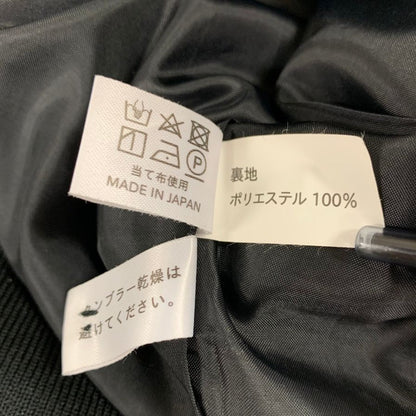 当て布使用
MADE IN JAPAN
裏地
ポリエステル 100%
タンブラー乾燥は
避けてください。